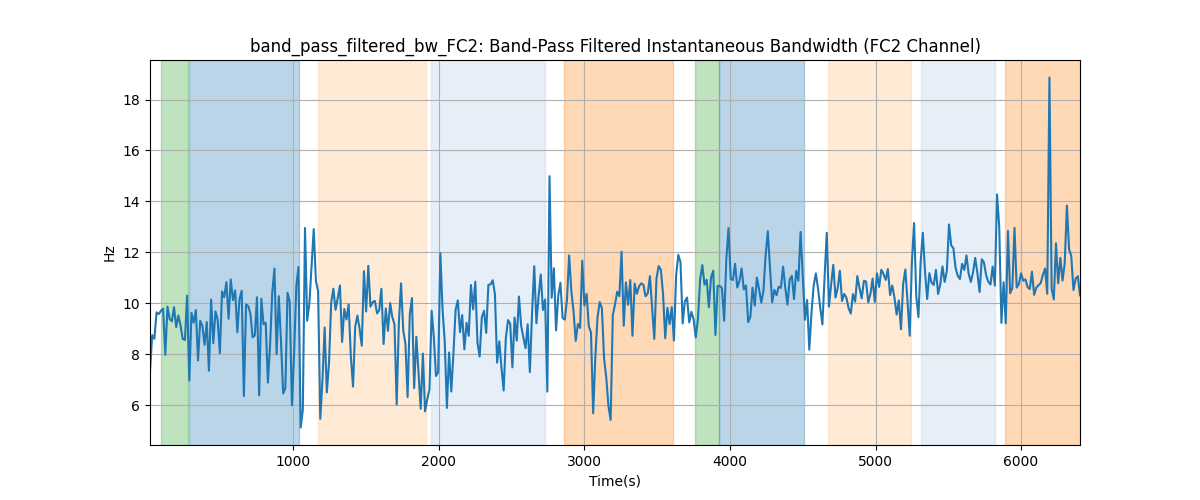 band_pass_filtered_bw_FC2: Band-Pass Filtered Instantaneous Bandwidth (FC2 Channel)
18
16
14
12
10
8
6
Hz
1000 2000 3000 4000 5000 6000
Time(s)